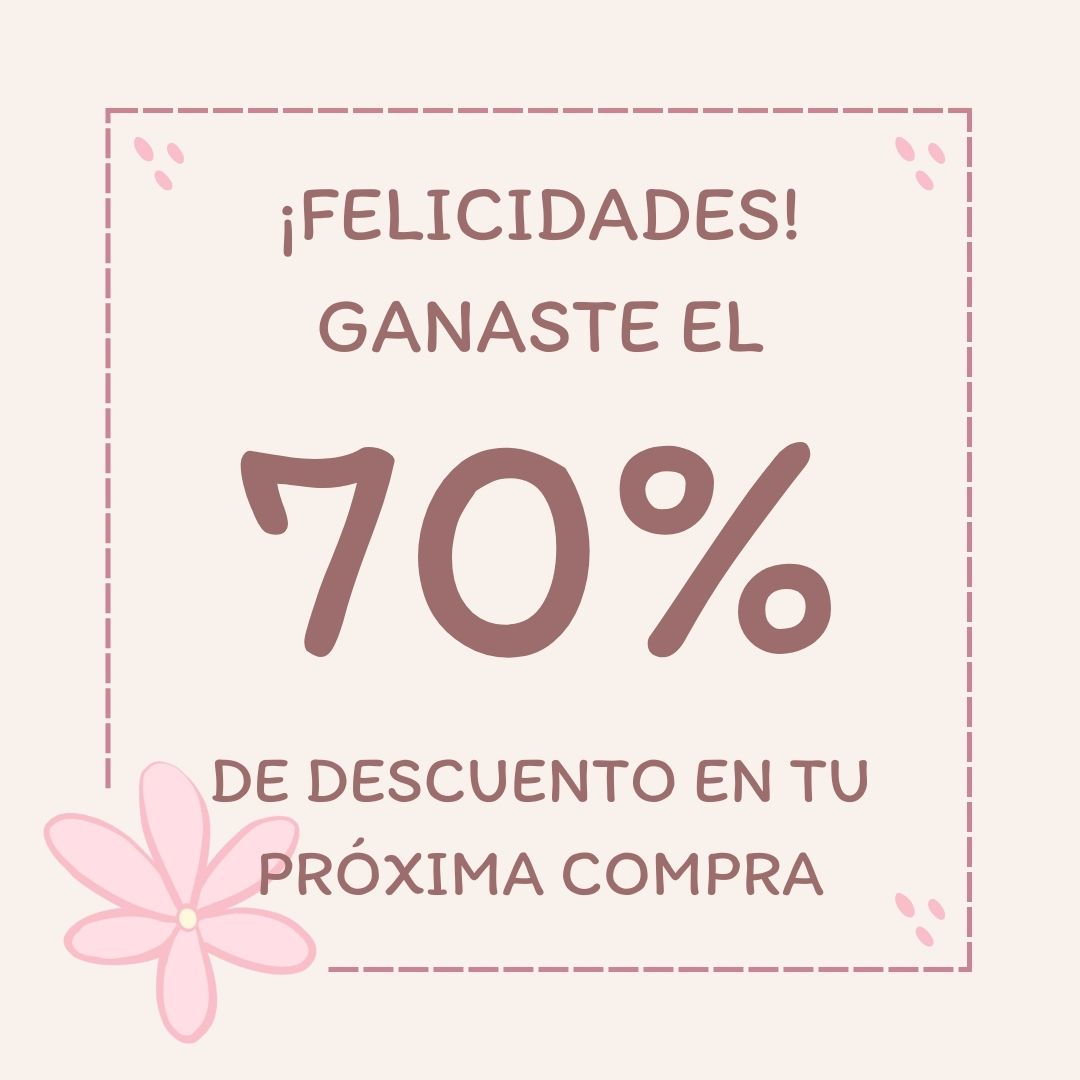 ¡FELICIDADES!
GANASTE EL
70%
DE DESCUENTO EN TU
PRÓXIMA COMPRA